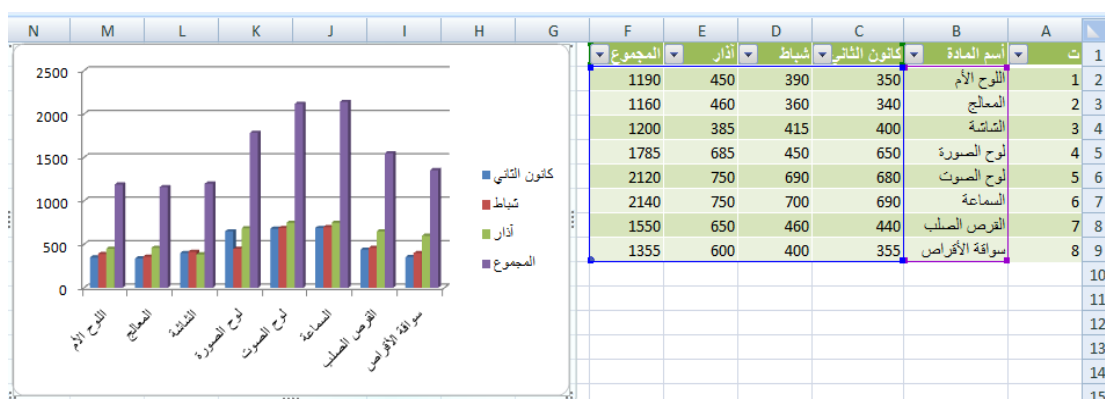 A B C D E F G H I J K L M N
1 ت أسم المادة كانون الثاني شباط آذار المجموع
2 1 اللوح الأم 350 390 450 1190
3 2 المعالج 340 360 460 1160
4 3 الشاشة 400 415 385 1200
5 4 لوح الصورة 650 450 685 1785
6 5 لوح الصوت 680 690 750 2120
7 6 السماعة 690 700 750 2140
8 7 القرص الصلب 440 460 650 1550
9 8 سواقة الأقراص 355 400 600 1355
10
11
12
13
14
15
كانون الثاني
شباط
آذار
المجموع
2500
2000
1500
1000
500
0
اللوح الأم
المعالج
الشاشة
لوح الصورة
لوح الصوت
السماعة
القرص الصلب
سواقة الأقراص